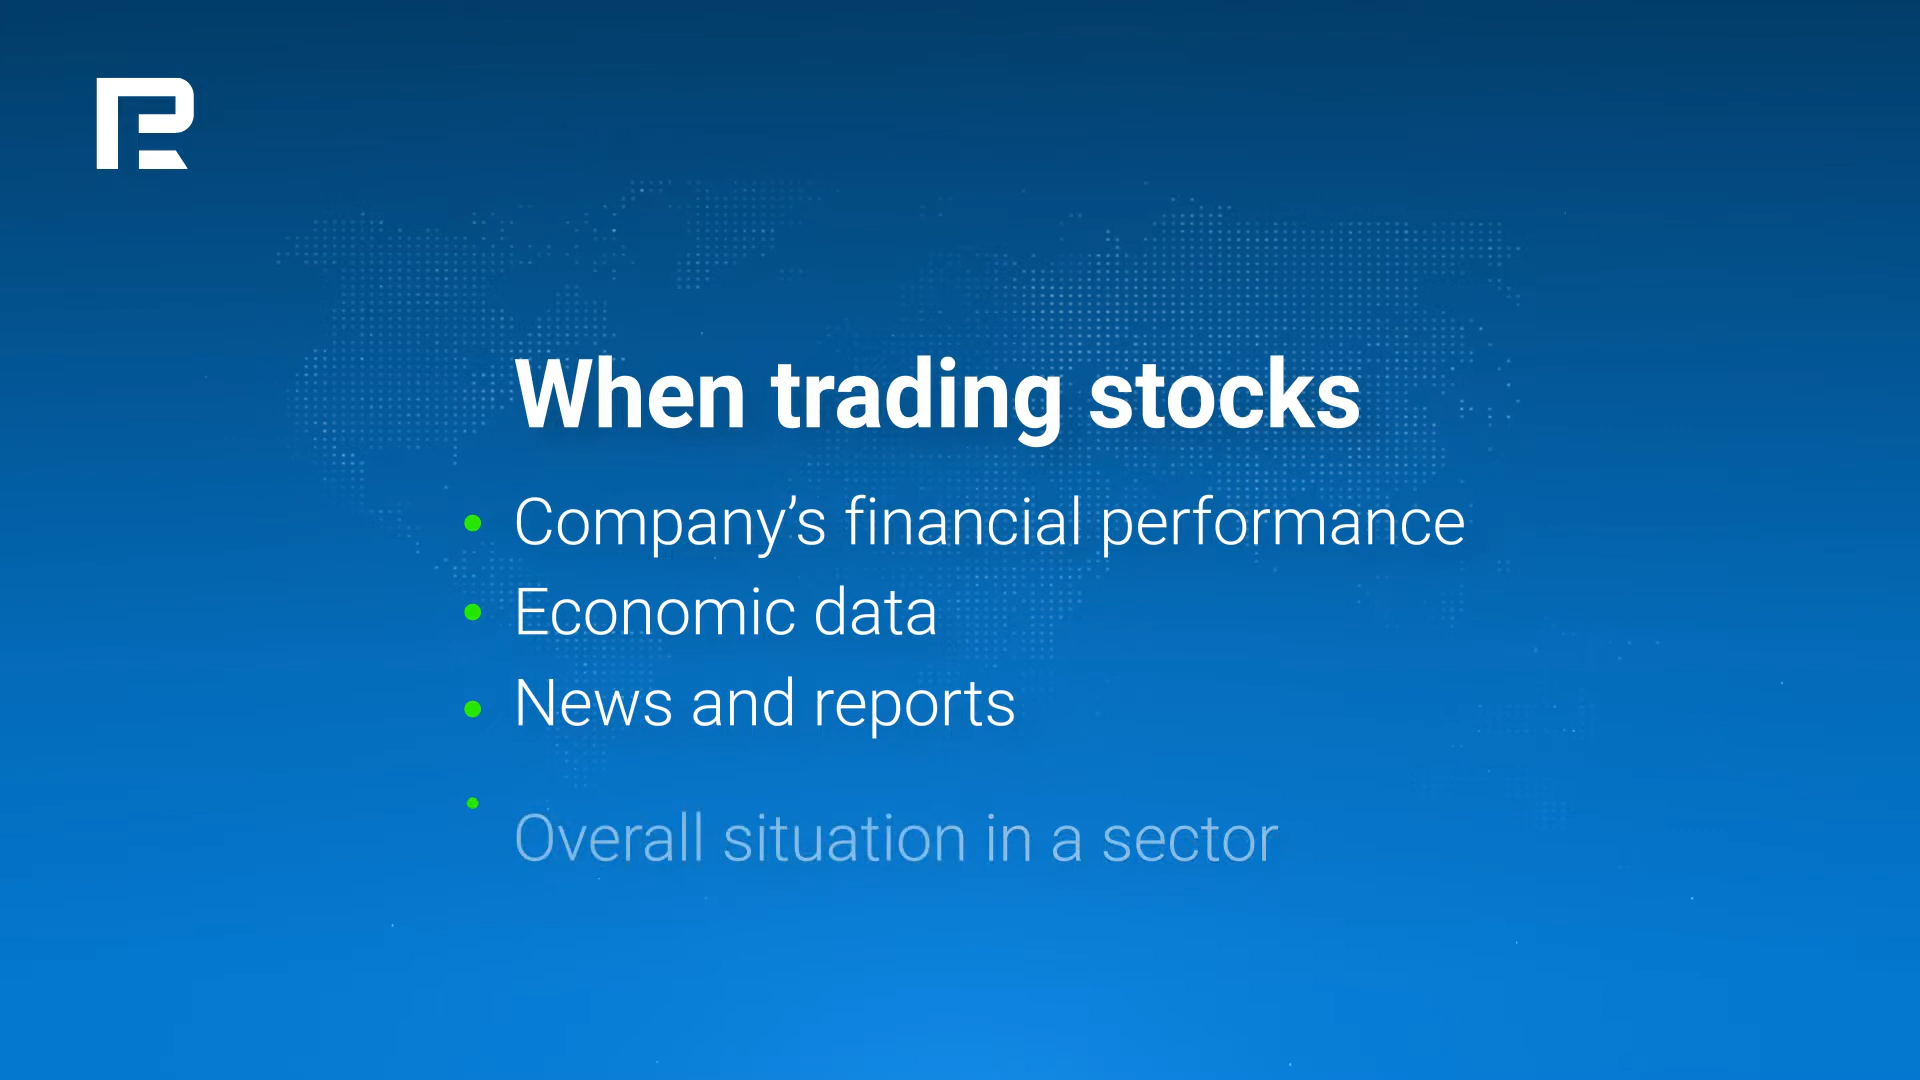 When trading stocks
Company’s financial performance
Economic data
News and reports
Overall situation in a sector